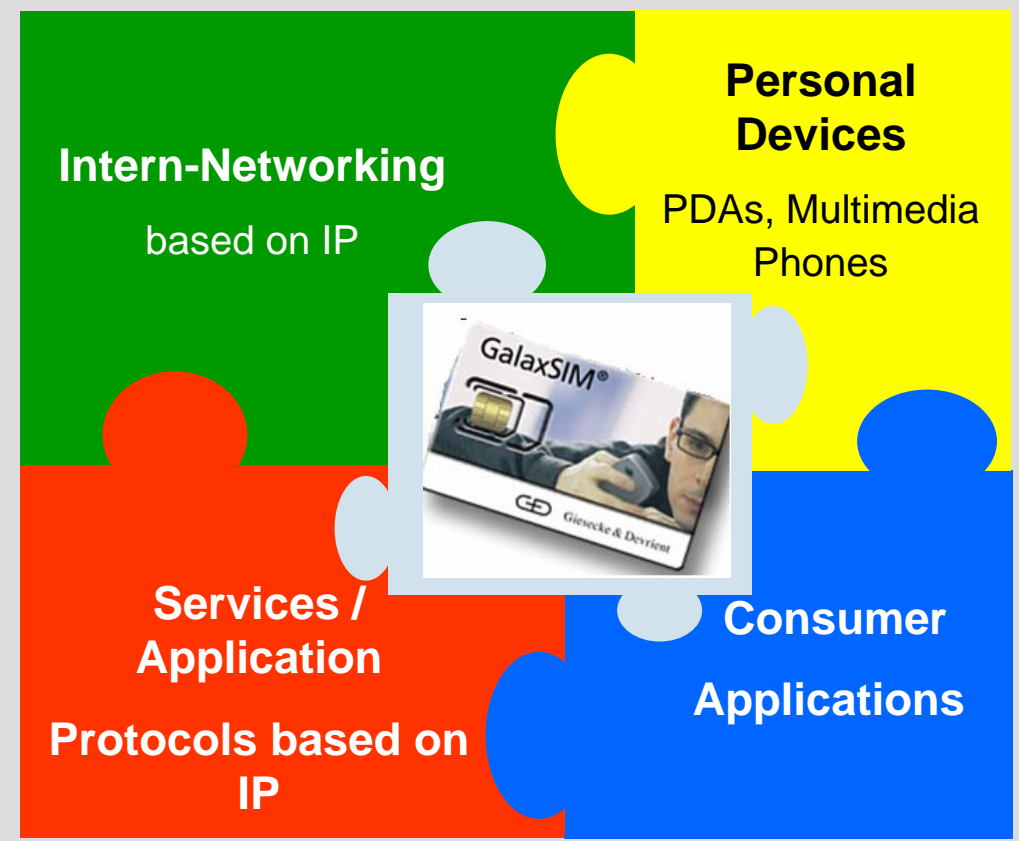 Intern-Networking
based on IP
Personal
Devices
PDAs, Multimedia
Phones
GalaxSIM®
GD
Giesecke & Devrient
Services /
Application
Protocols based on
IP
Consumer
Applications